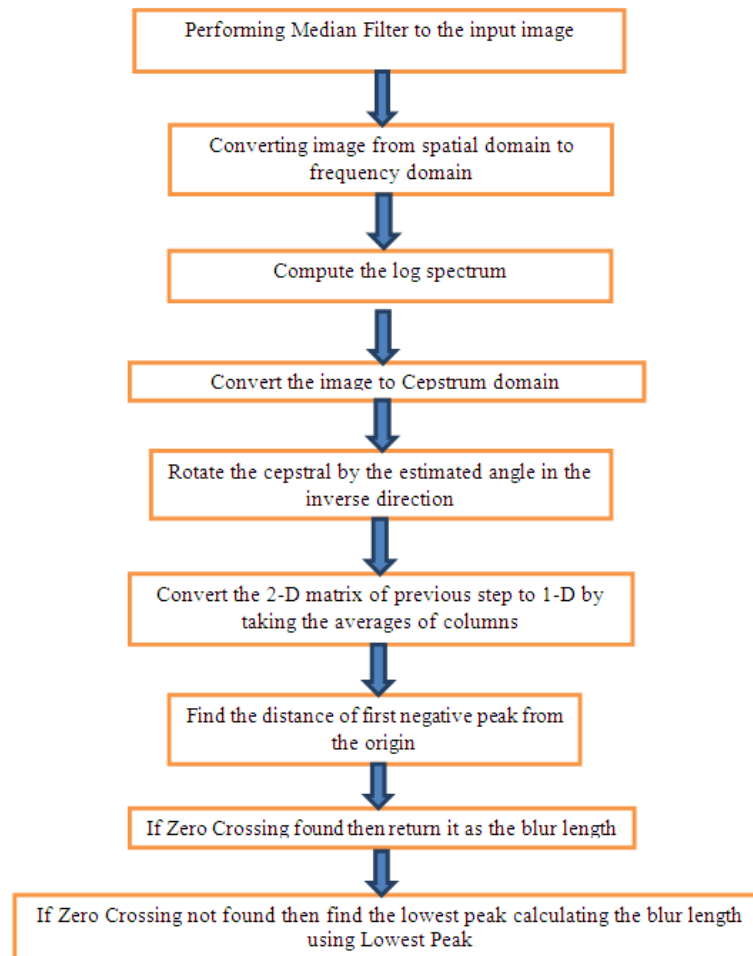 Performing Median Filter to the input image
Converting image from spatial domain to
frequency domain
Compute the log spectrum
Convert the image to Cepstrum domain
Rotate the cepstral by the estimated angle in the
inverse direction
Convert the 2-D matrix of previous step to 1-D by
taking the averages of columns
Find the distance of first negative peak from
the origin
If Zero Crossing found then return it as the blur length
If Zero Crossing not found then find the lowest peak calculating the blur length
using Lowest Peak